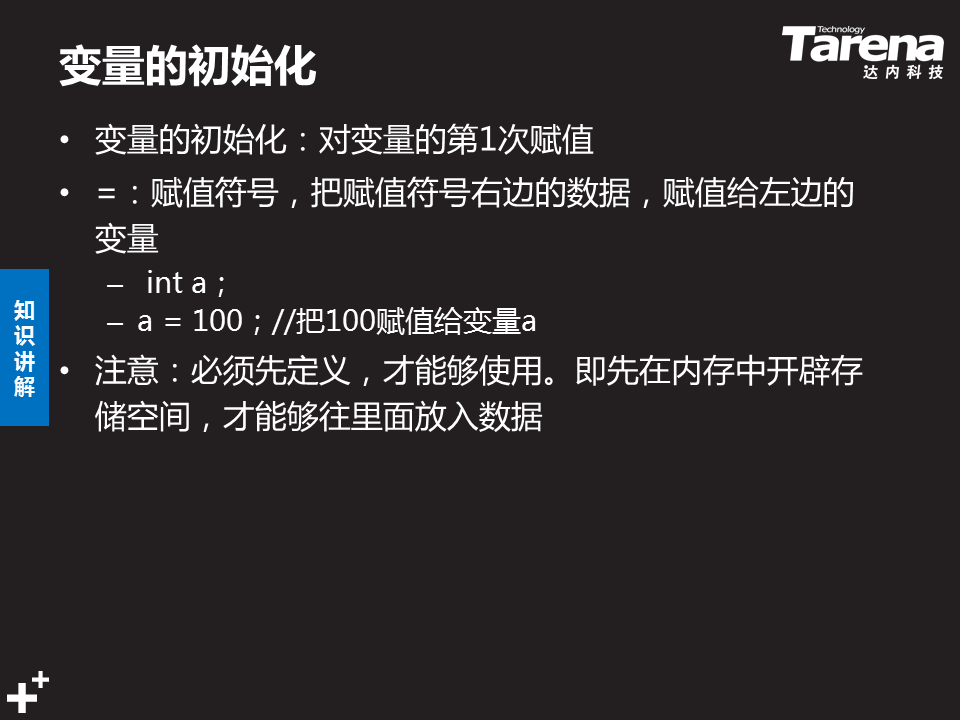 变量的初始化
Technology
Tarena
达内科技
• 变量的初始化：对变量的第1次赋值
• =：赋值符号，把赋值符号右边的数据，赋值给左边的
变量
– int a；
– a = 100；//把100赋值给变量a
• 注意：必须先定义，才能够使用。即先在内存中开辟存
储空间，才能够往里面放入数据
知
识
讲
解